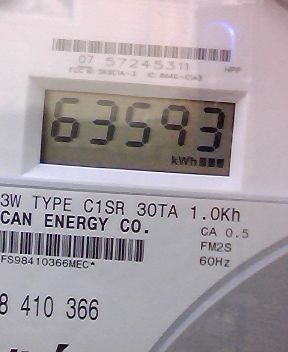 07 57245311
63593
kWh
3W TYPE C1SR 30TA 1.0Kh
CAN ENERGY CO.
CA 0.5
FM2S
60Hz
FS98410366MEC*
8 410 366